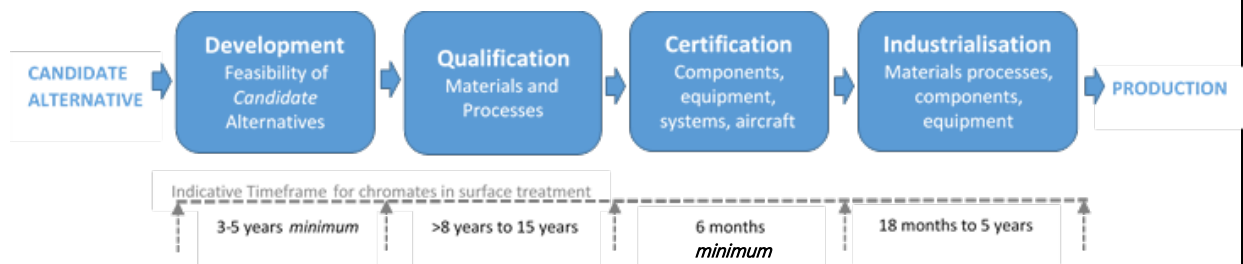 CANDIDATE
ALTERNATIVE
Development
Feasibility of
Candidate
Alternatives
Qualification
Materials and
Processes
Certification
Components,
equipment,
systems, aircraft
Industrialisation
Materials processes,
components,
equipment
PRODUCTION
Indicative Timeframe for chromates in surface treatment
3-5 years minimum
>8 years to 15 years
6 months
minimum
18 months to 5 years